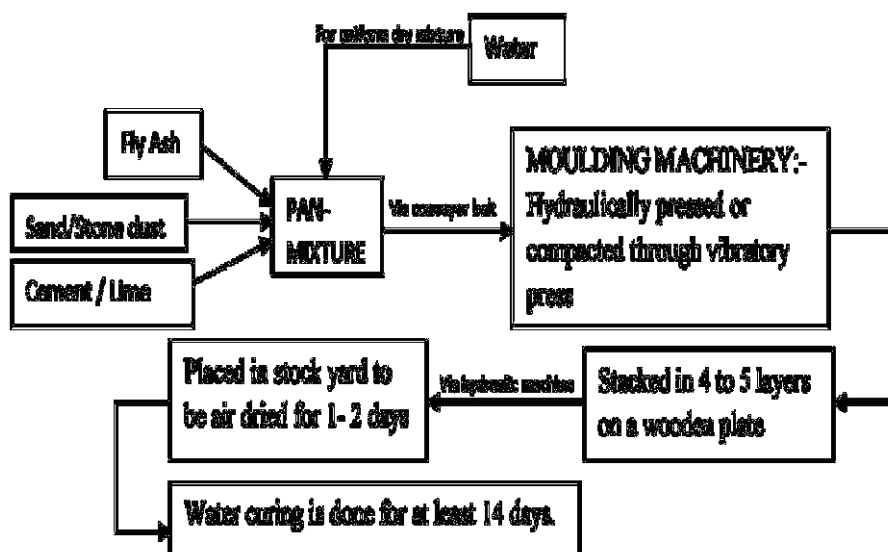 For uniform dry mixture
Water
Fly Ash
Sand/Stone dust
Cement / Lime
PAN-
MIXTURE
Via conveyer belt
MOULDING MACHINERY:-
Hydraulically pressed or
compacted through vibratory
press
Stacked in 4 to 5 layers
on a wooden plate
Via hydraulic machine
Placed in stock yard to
be air dried for 1- 2 days
Water curing is done for at least 14 days.